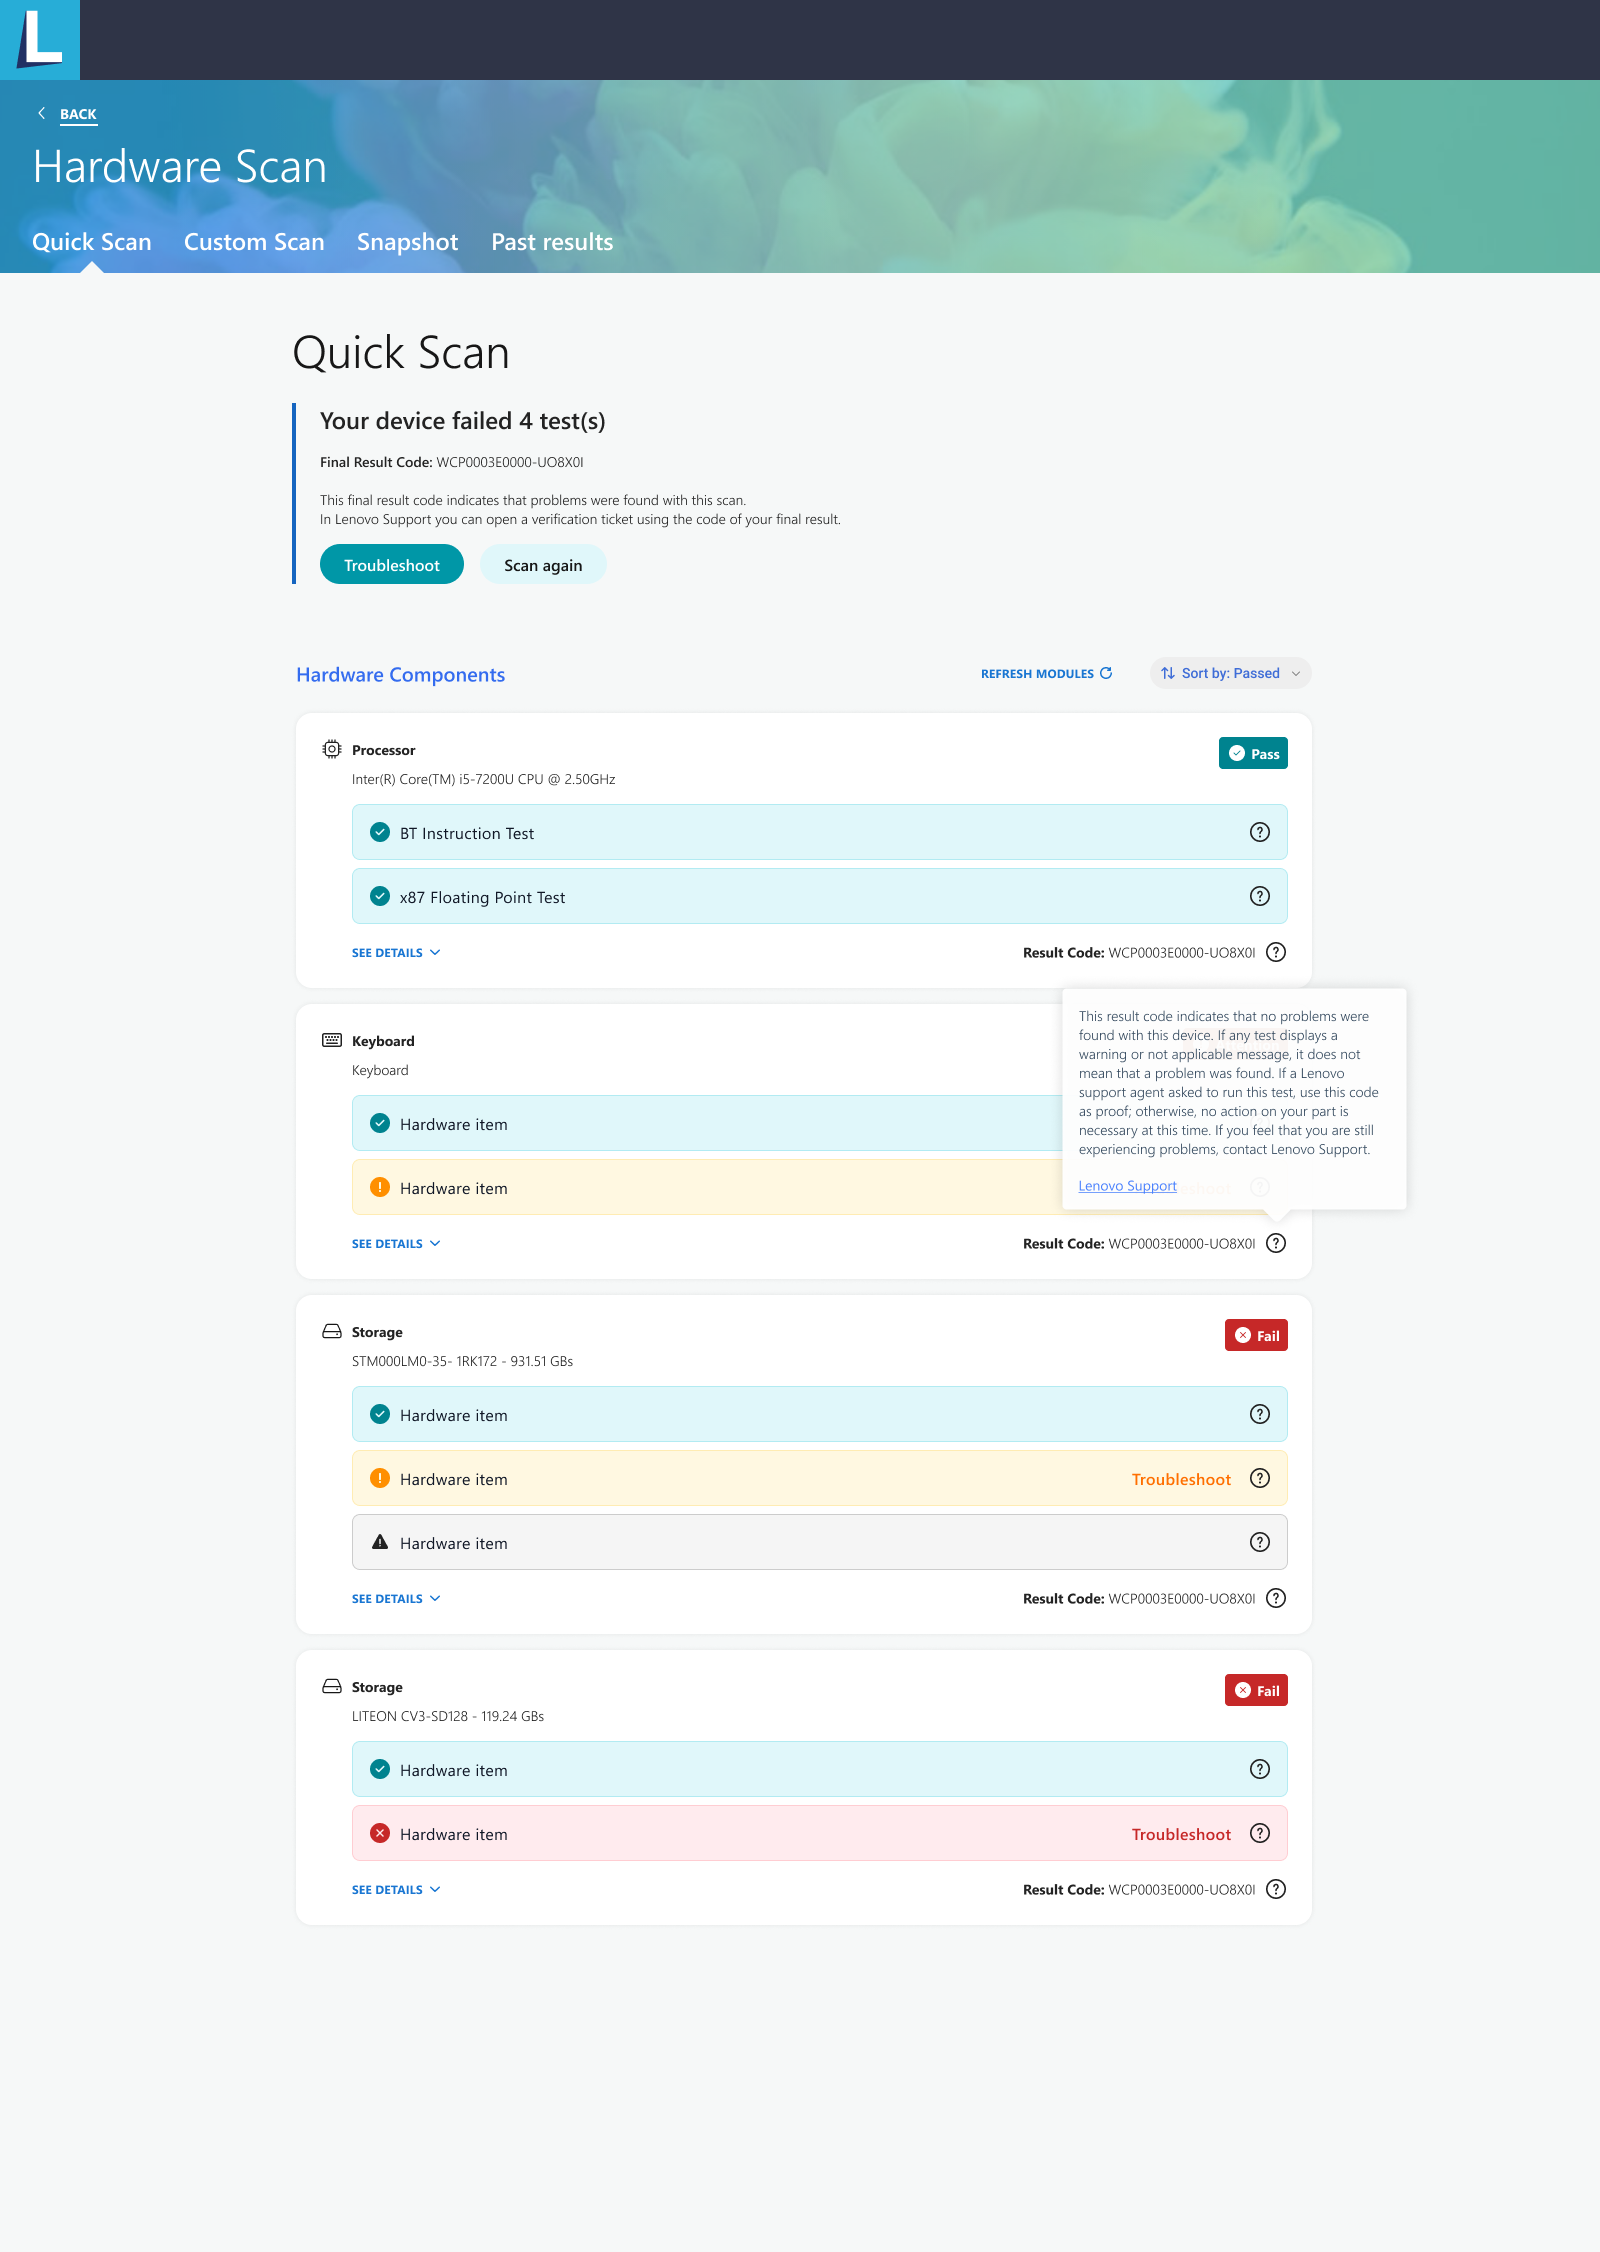 L
BACK
Hardware Scan
Quick Scan
Custom Scan
Snapshot
Past results
Quick Scan
Your device failed 4 test(s)
Final Result Code: WCP0003E0000-UO8X0I
This final result code indicates that problems were found with this scan.
In Lenovo Support you can open a verification ticket using the code of your final result.
Troubleshoot
Scan again
Hardware Components
REFRESH MODULES
Sort by: Passed
Processor
Pass
Inter(R) Core(TM) i5-7200U CPU @ 2.50GHz
BT Instruction Test
x87 Floating Point Test
SEE DETAILS
Result Code: WCP0003E0000-UO8X0I
Keyboard
Keyboard
Hardware item
Hardware item
This result code indicates that no problems were
found with this device. If any test displays a
warning or not applicable message, it does not
mean that a problem was found. If a Lenovo
support agent asked to run this test, use this code
as proof; otherwise, no action on your part is
necessary at this time. If you feel that you are still
experiencing problems, contact Lenovo Support.
Lenovo Support
SEE DETAILS
Result Code: WCP0003E0000-UO8X0I
Storage
Fail
STM000LM0-35- 1RK172 - 931.51 GBs
Hardware item
Hardware item
Troubleshoot
Hardware item
SEE DETAILS
Result Code: WCP0003E0000-UO8X0I
Storage
Fail
LITEON CV3-SD128 - 119.24 GBs
Hardware item
Hardware item
Troubleshoot
SEE DETAILS
Result Code: WCP0003E0000-UO8X0I